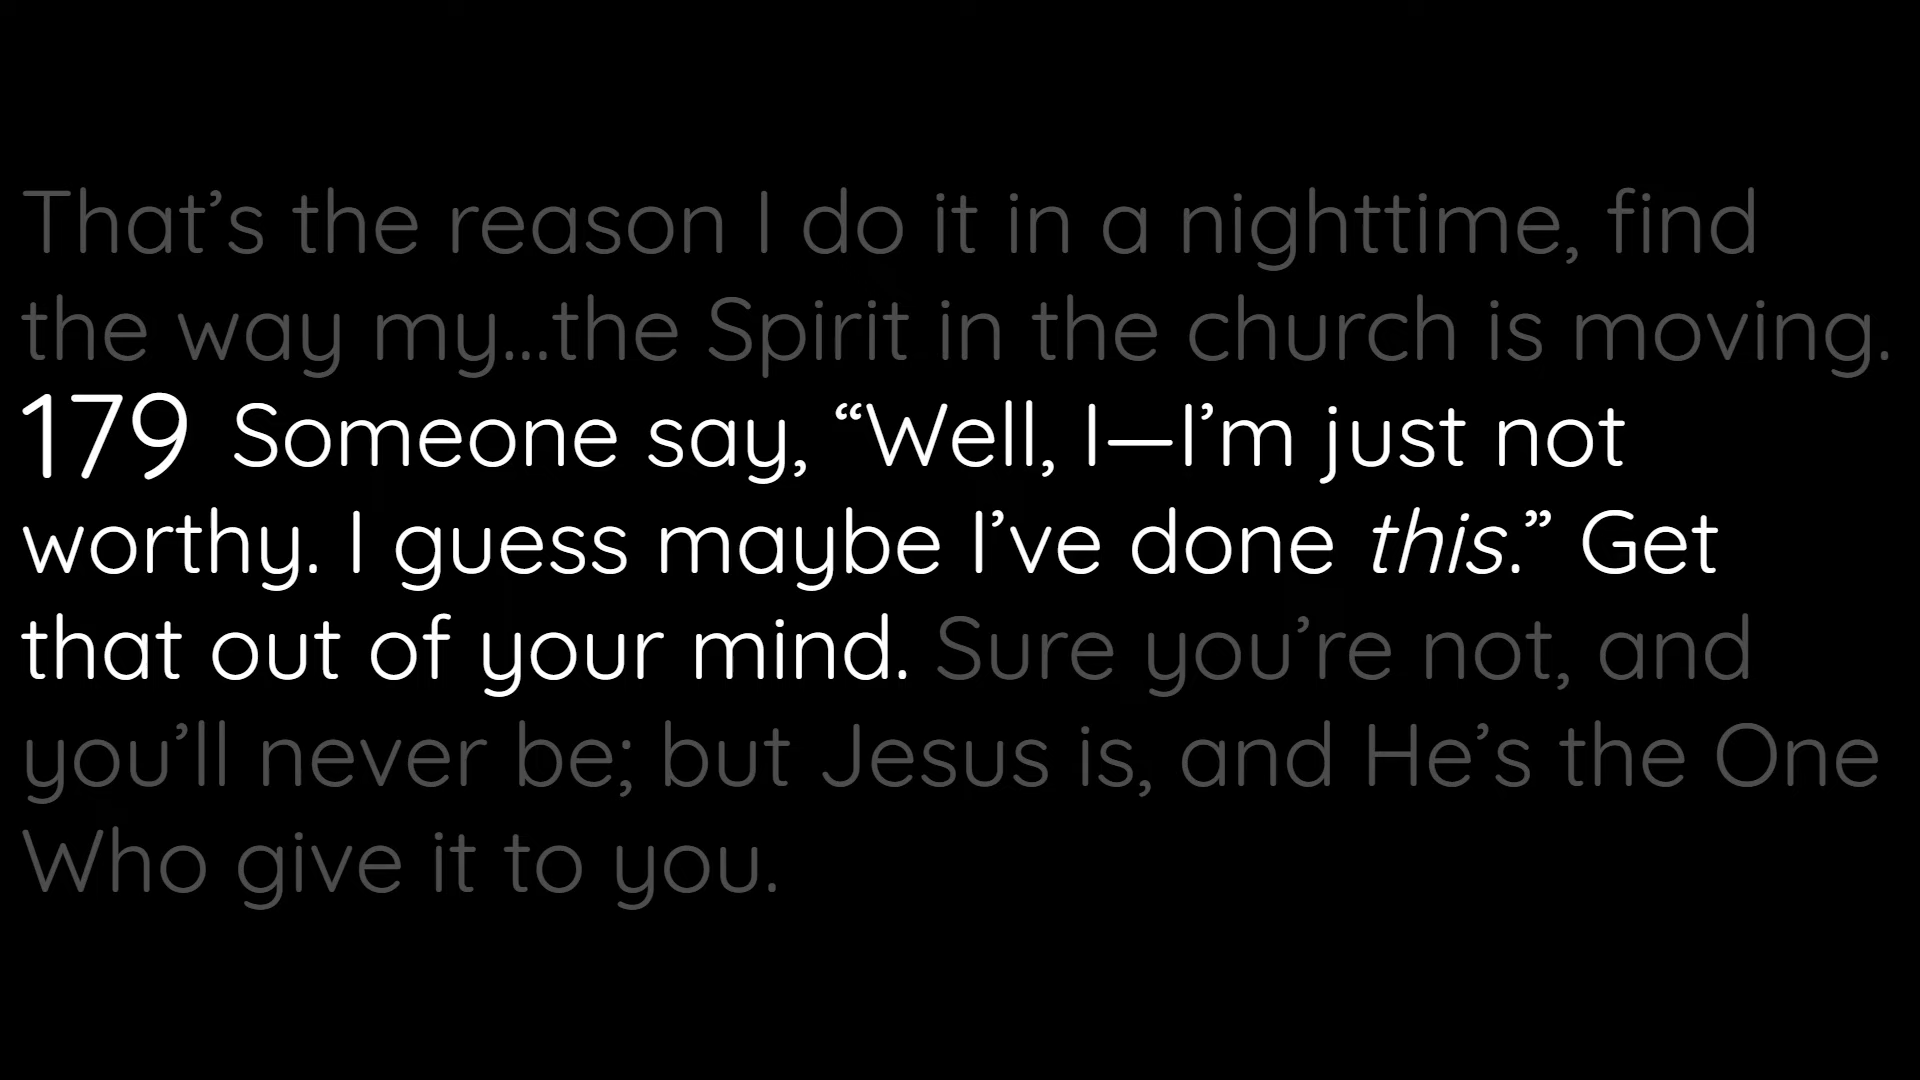 That’s the reason I do it in a nighttime, find
the way my...the Spirit in the church is moving.
179 Someone say, “Well, I—I’m just not
worthy. I guess maybe I’ve done this.” Get
that out of your mind. Sure you’re not, and
you’ll never be; but Jesus is, and He’s the One
Who give it to you.